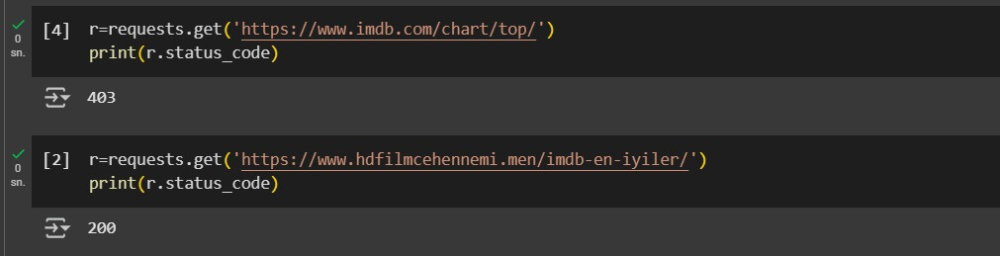 [4] r=requests.get('https://www.imdb.com/chart/top/')
0 print(r.status_code)
sn.
403
[2] r=requests.get('https://www.hdfilmcehennemi.men/imdb-en-iyiler/')
0 print(r.status_code)
sn.
200